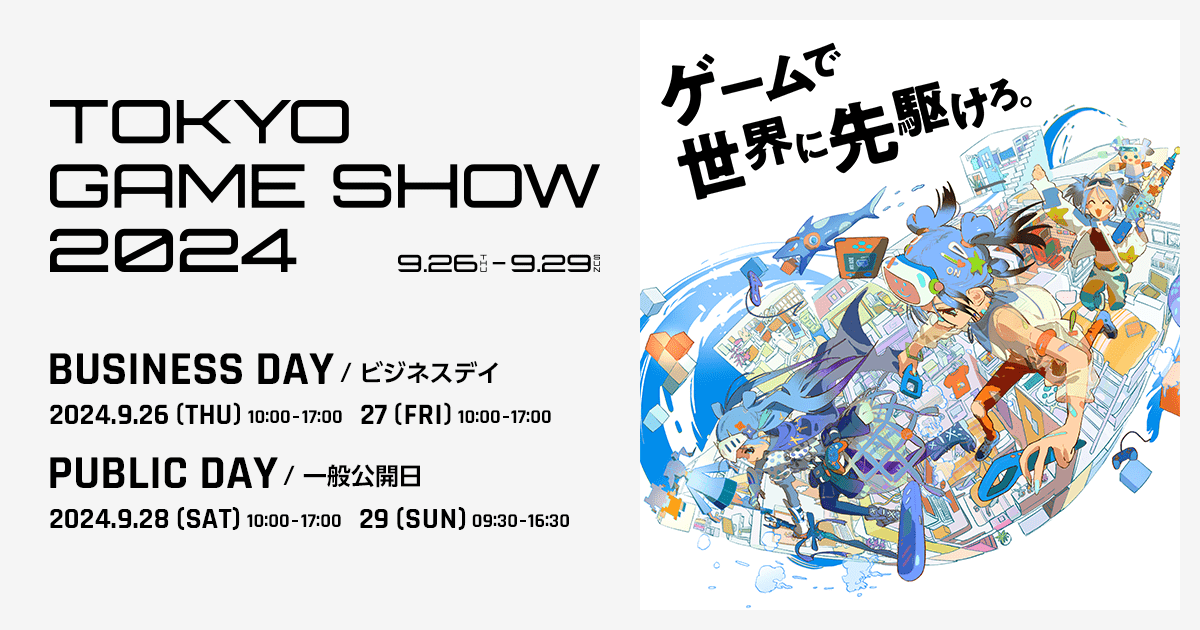 TOKYO
GAME SHOW
2024
9.26 THU – 9.29 SUN
BUSINESS DAY / ビジネスデイ
2024.9.26 (THU) 10:00-17:00 27 (FRI) 10:00-17:00
PUBLIC DAY / 一般公開日
2024.9.28 (SAT) 10:00-17:00 29 (SUN) 09:30-16:30
ゲームで
世界に先駆けろ。
ON